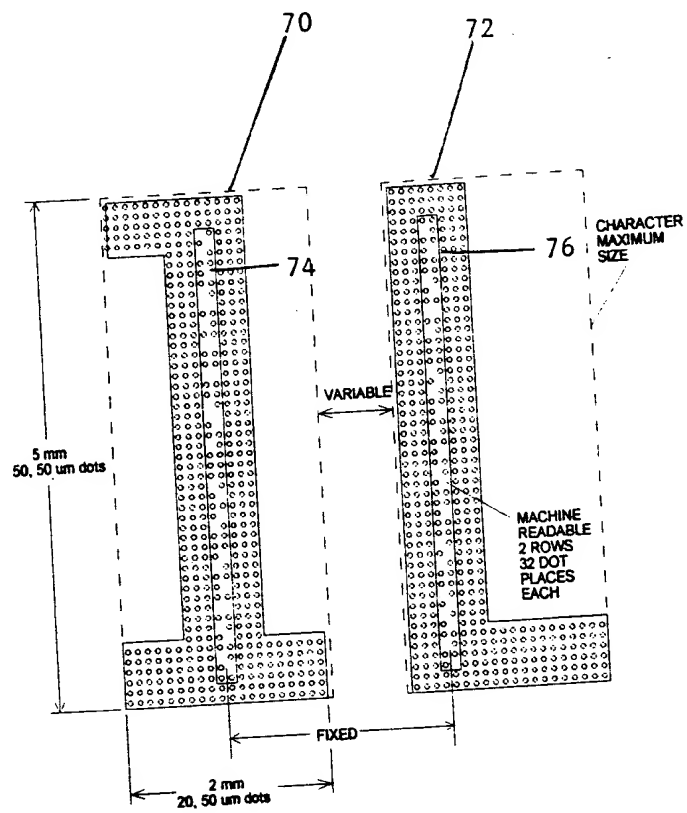 70
72
CHARACTER
MAXIMUM
SIZE
74
76
VARIABLE
5 mm
50, 50 um dots
MACHINE
READABLE
2 ROWS
32 DOT
PLACES
EACH
FIXED
2 mm
20, 50 um dots